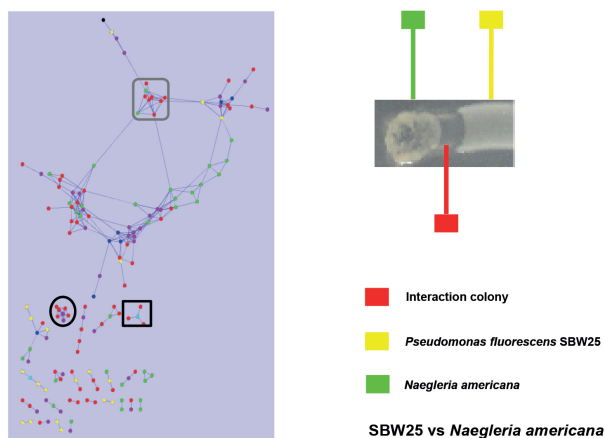 Interaction colony
Pseudomonas fluorescens SBW25
Naegleria americana
SBW25 vs Naegleria americana